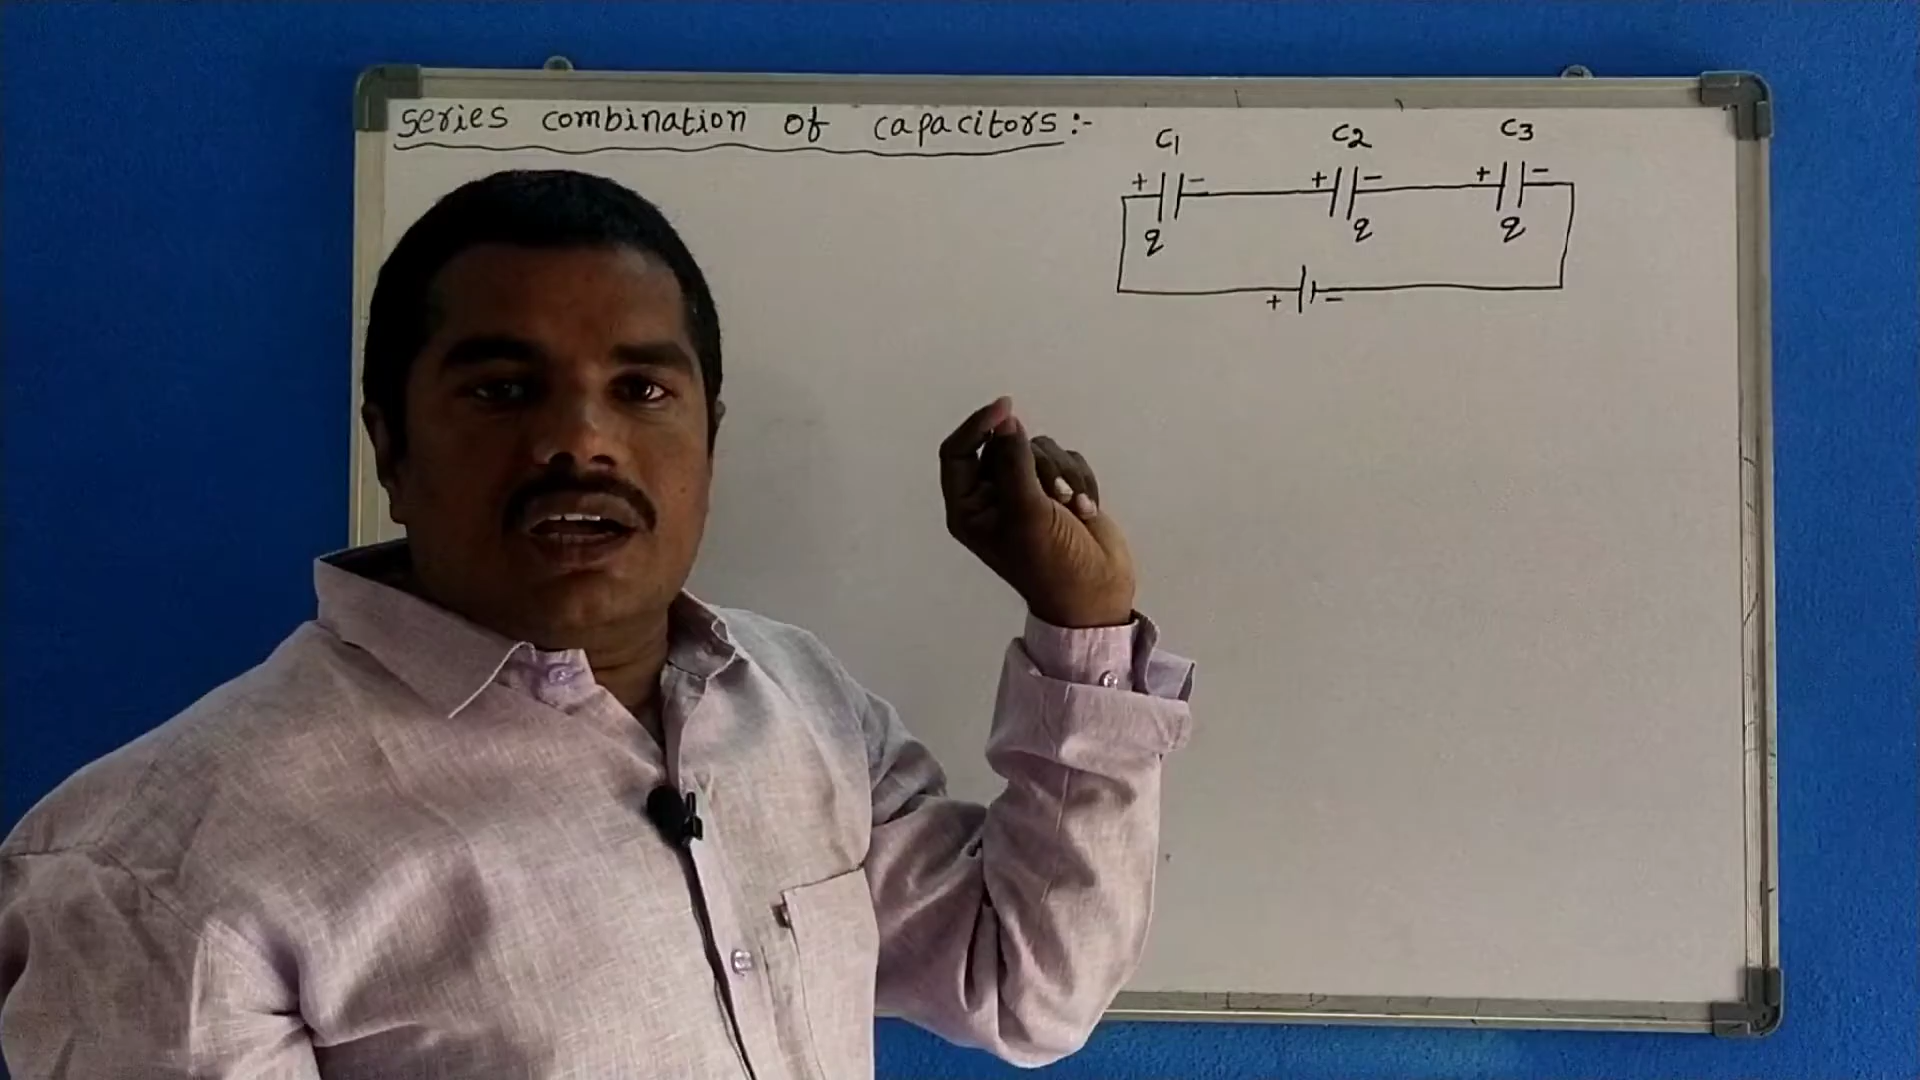 Series combination of capacitors :-
C1 C2 C3
+ - + - + -
q q q
+ -